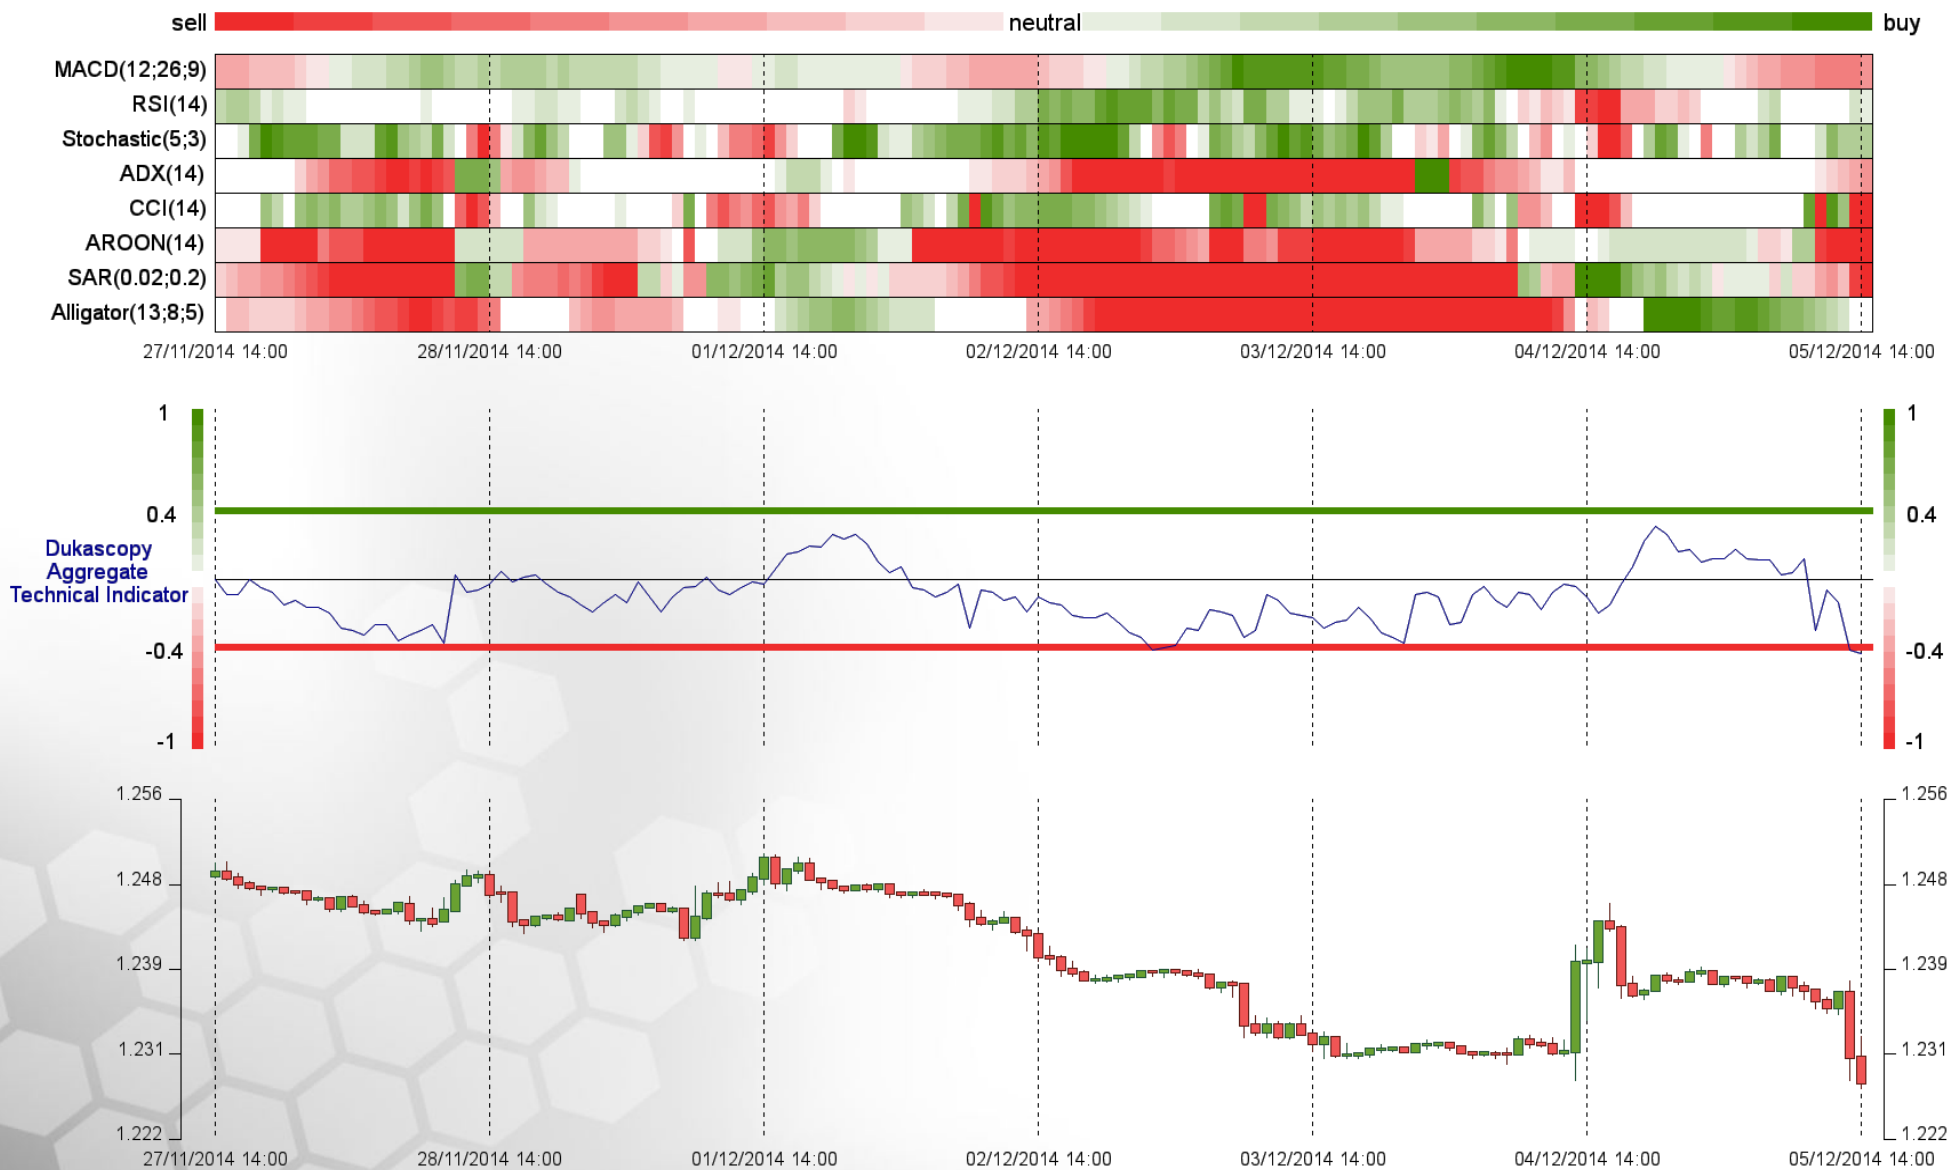 sell neutral buy
MACD(12;26;9)
RSI(14)
Stochastic(5;3)
ADX(14)
CCI(14)
AROON(14)
SAR(0.02;0.2)
Alligator(13;8;5)
27/11/2014 14:00 28/11/2014 14:00 01/12/2014 14:00 02/12/2014 14:00 03/12/2014 14:00 04/12/2014 14:00 05/12/2014 14:00
1 1
0.4 0.4
Dukascopy
Aggregate
Technical Indicator
-0.4 -0.4
-1 -1
1.256 1.256
1.248 1.248
1.239 1.239
1.231 1.231
1.222 1.222
27/11/2014 14:00 28/11/2014 14:00 01/12/2014 14:00 02/12/2014 14:00 03/12/2014 14:00 04/12/2014 14:00 05/12/2014 14:00